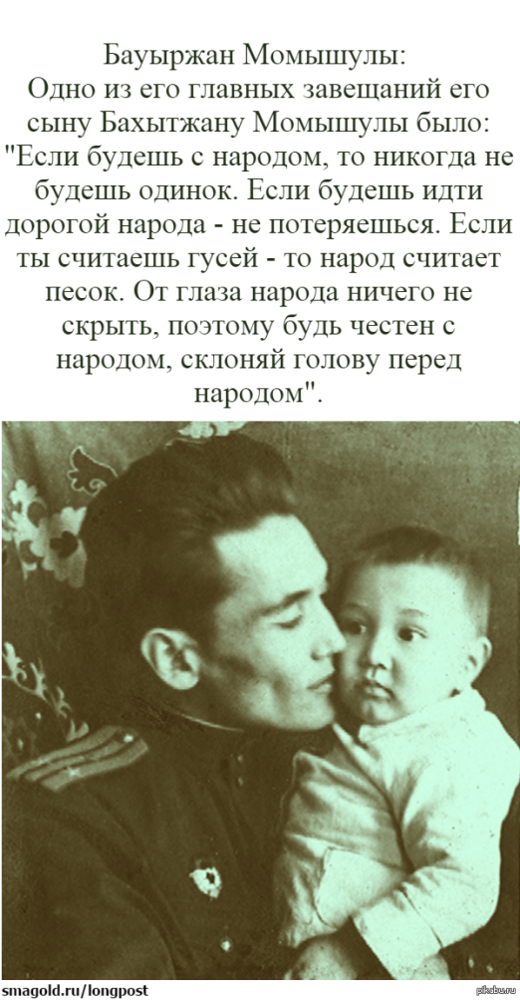 Бауыржан Момышулы:
Одно из его главных завещаний его
сыну Бахытжану Момышулы было:
"Если будешь с народом, то никогда не
будешь одинок. Если будешь идти
дорогой народа - не потеряешься. Если
ты считаешь гусей - то народ считает
песок. От глаза народа ничего не
скрыть, поэтому будь честен с
народом, склоняй голову перед
народом".
smagold.ru/longpost
pikabu.ru